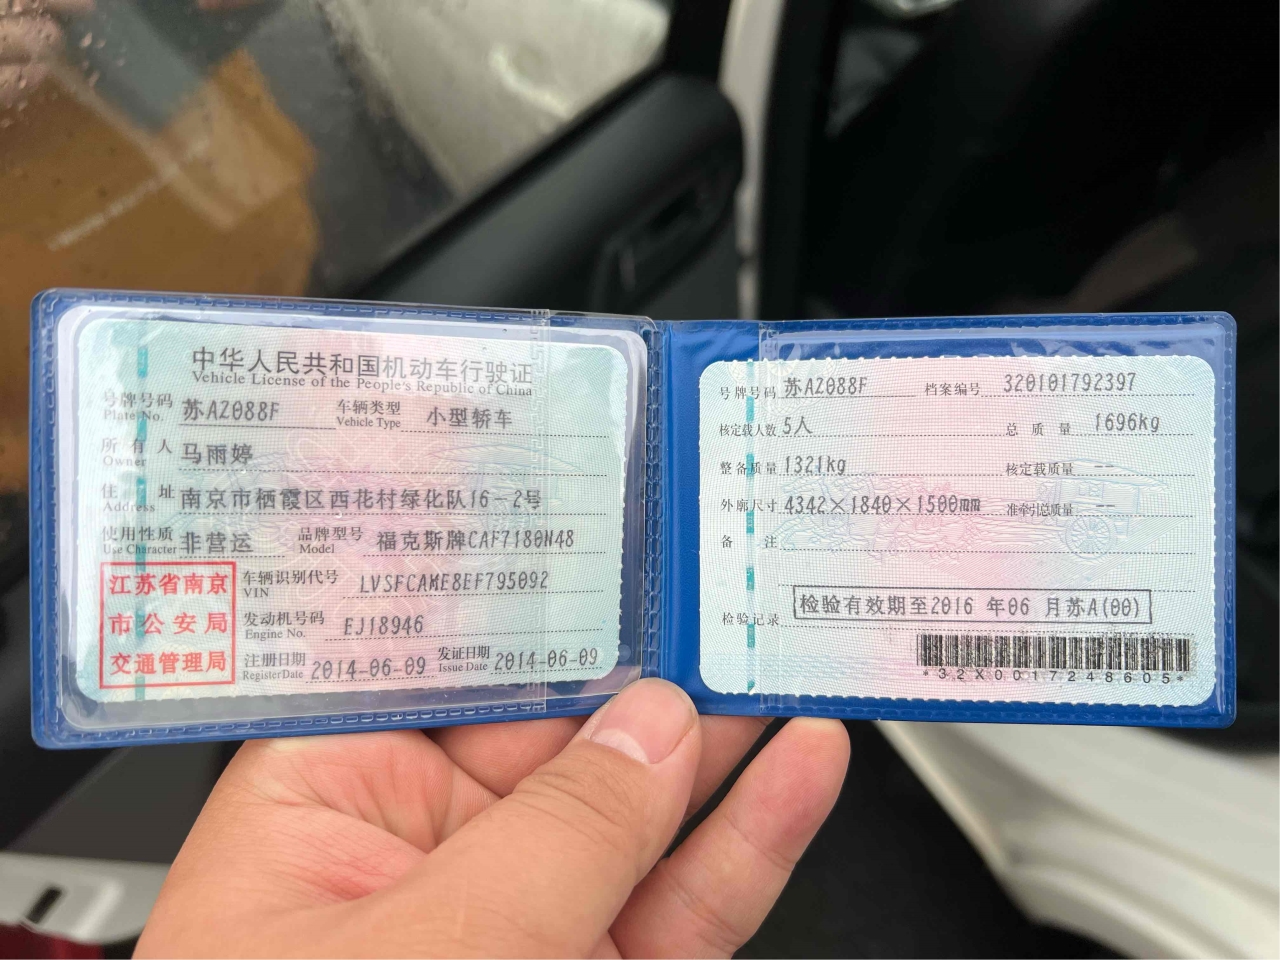 中华人民共和国机动车行驶证
Vehicle License of the People's Republic of China
号牌号码 苏AZ088F 车辆类型 小型轿车
Plate No. Vehicle Type
所有人 马雨婷
Owner
住址 南京市栖霞区西花村绿化队16-2号
Address
使用性质 非营运 品牌型号 福克斯牌CAF7180N48
Use Character Model
江苏省南京
市公安局
交通管理局
车辆识别代号 LVSFCAME8EF795092
VIN
发动机号码 EJ18946
Engine No.
注册日期 2014-06-09 发证日期 2014-06-09
Register Date Issue Date
号牌号码 苏AZ088F 档案编号 320101792397
核定载人数 5人 总质量 1696kg
整备质量 1321kg 核定载质量 --
外廓尺寸 4342×1840×1500mm 准牵引总质量 --
备注
检验记录 检验有效期至2016 年06 月苏A(00)
*32X0017248605*